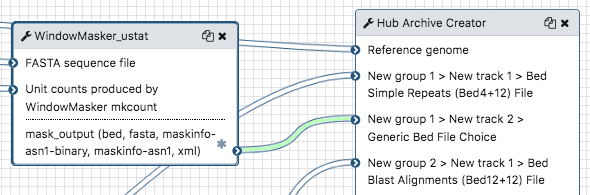 WindowMasker_ustat
FASTA sequence file
Unit counts produced by
WindowMasker mkcount
mask_output (bed, fasta, maskinfo-
asn1-binary, maskinfo-asn1, xml)
Hub Archive Creator
Reference genome
New group 1 > New track 1 > Bed
Simple Repeats (Bed4+12) File
New group 1 > New track 2 >
Generic Bed File Choice
New group 2 > New track 1 > Bed
Blast Alignments (Bed12+12) File